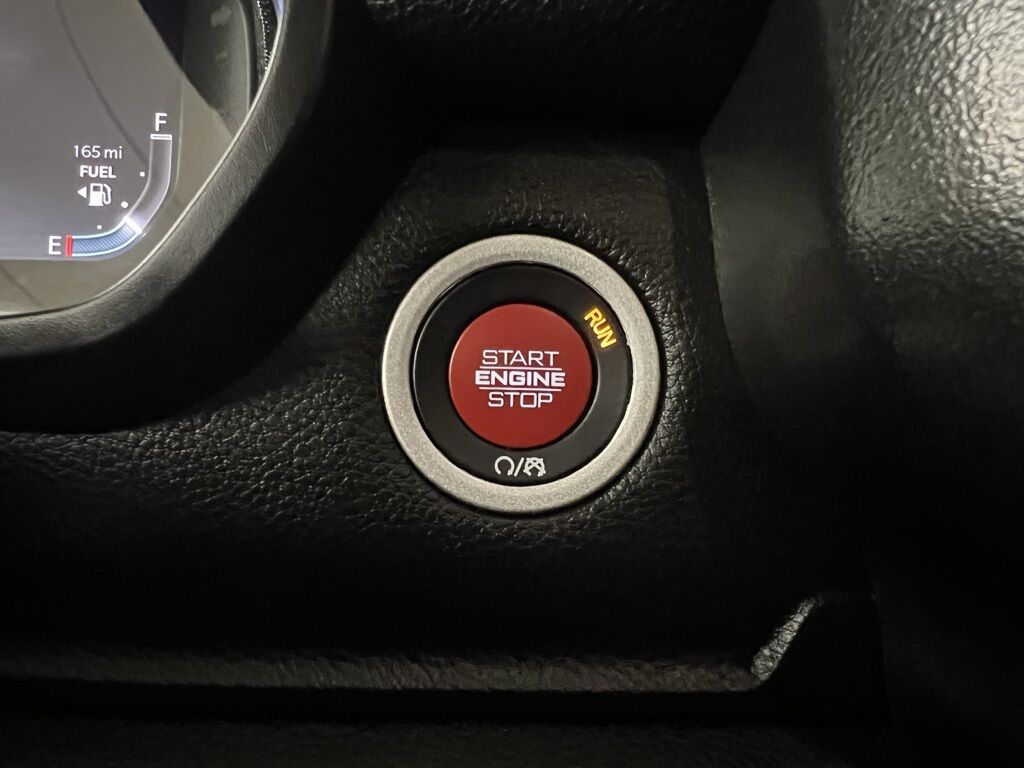 F
165 mi
FUEL
E
RUN
START
ENGINE
STOP